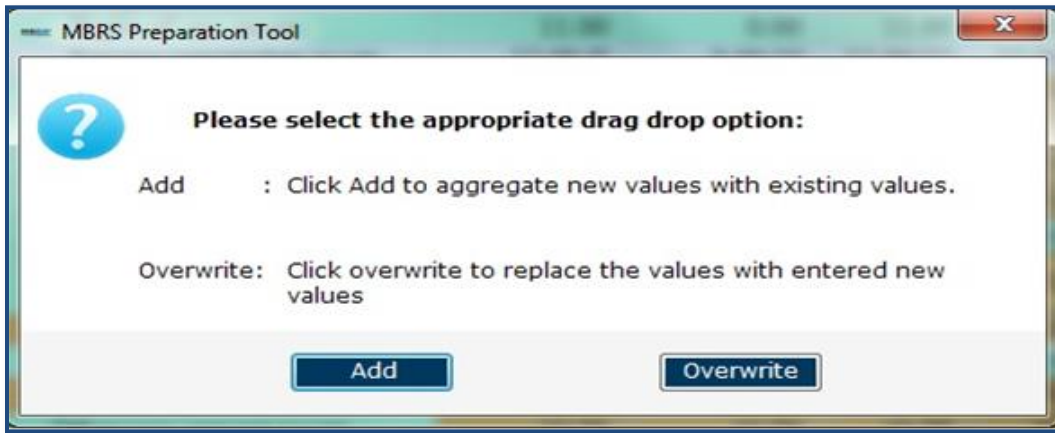 MBRS Preparation Tool
Please select the appropriate drag drop option:
Add : Click Add to aggregate new values with existing values.
Overwrite: Click overwrite to replace the values with entered new
values
Add Overwrite